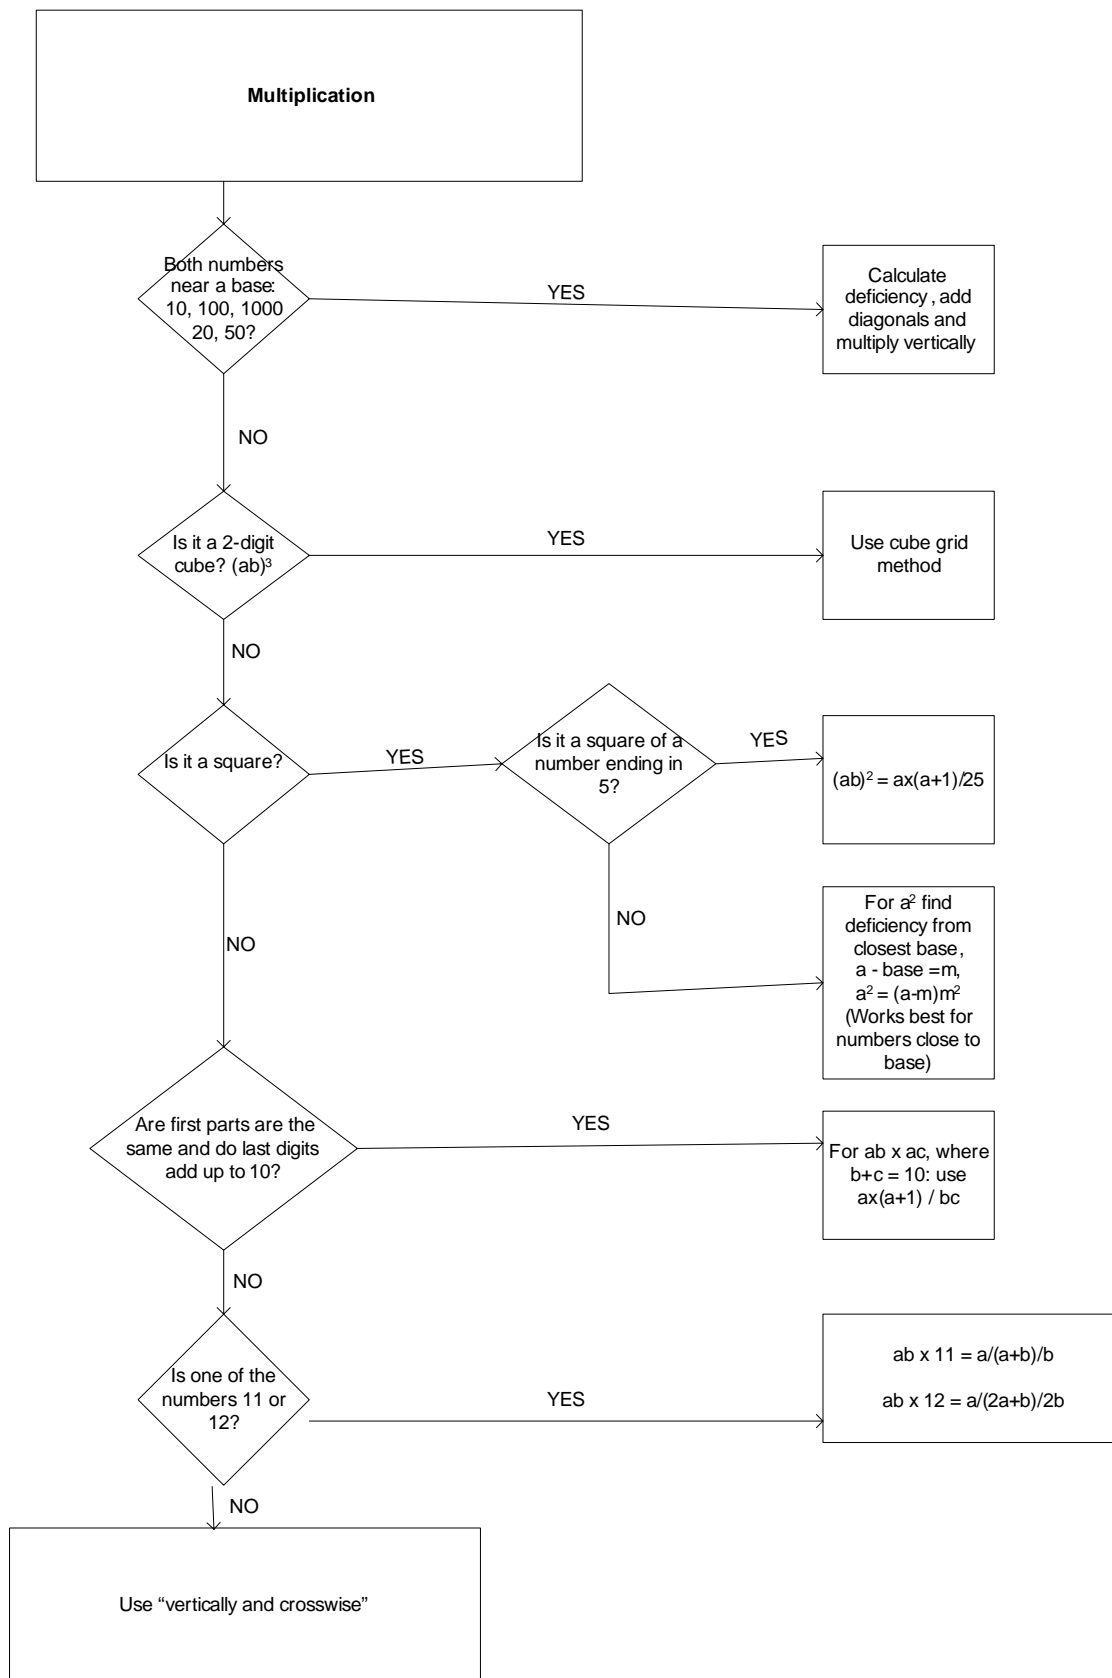 Multiplication
Both numbers
near a base:
10, 100, 1000
20, 50?
YES
Calculate
deficiency, add
diagonals and
multiply vertically
NO
Is it a 2-digit
cube? (ab)³
YES
Use cube grid
method
NO
Is it a square?
YES
Is it a square of a
number ending in
5?
YES
(ab)² = ax(a+1)/25
NO
For a² find
deficiency from
closest base,
a - base =m,
a² = (a-m)m²
(Works best for
numbers close to
base)
NO
Are first parts are the
same and do last digits
add up to 10?
YES
For ab x ac, where
b+c = 10: use
ax(a+1) / bc
NO
Is one of the
numbers 11 or
12?
YES
ab x 11 = a/(a+b)/b
ab x 12 = a/(2a+b)/2b
NO
Use “vertically and crosswise”